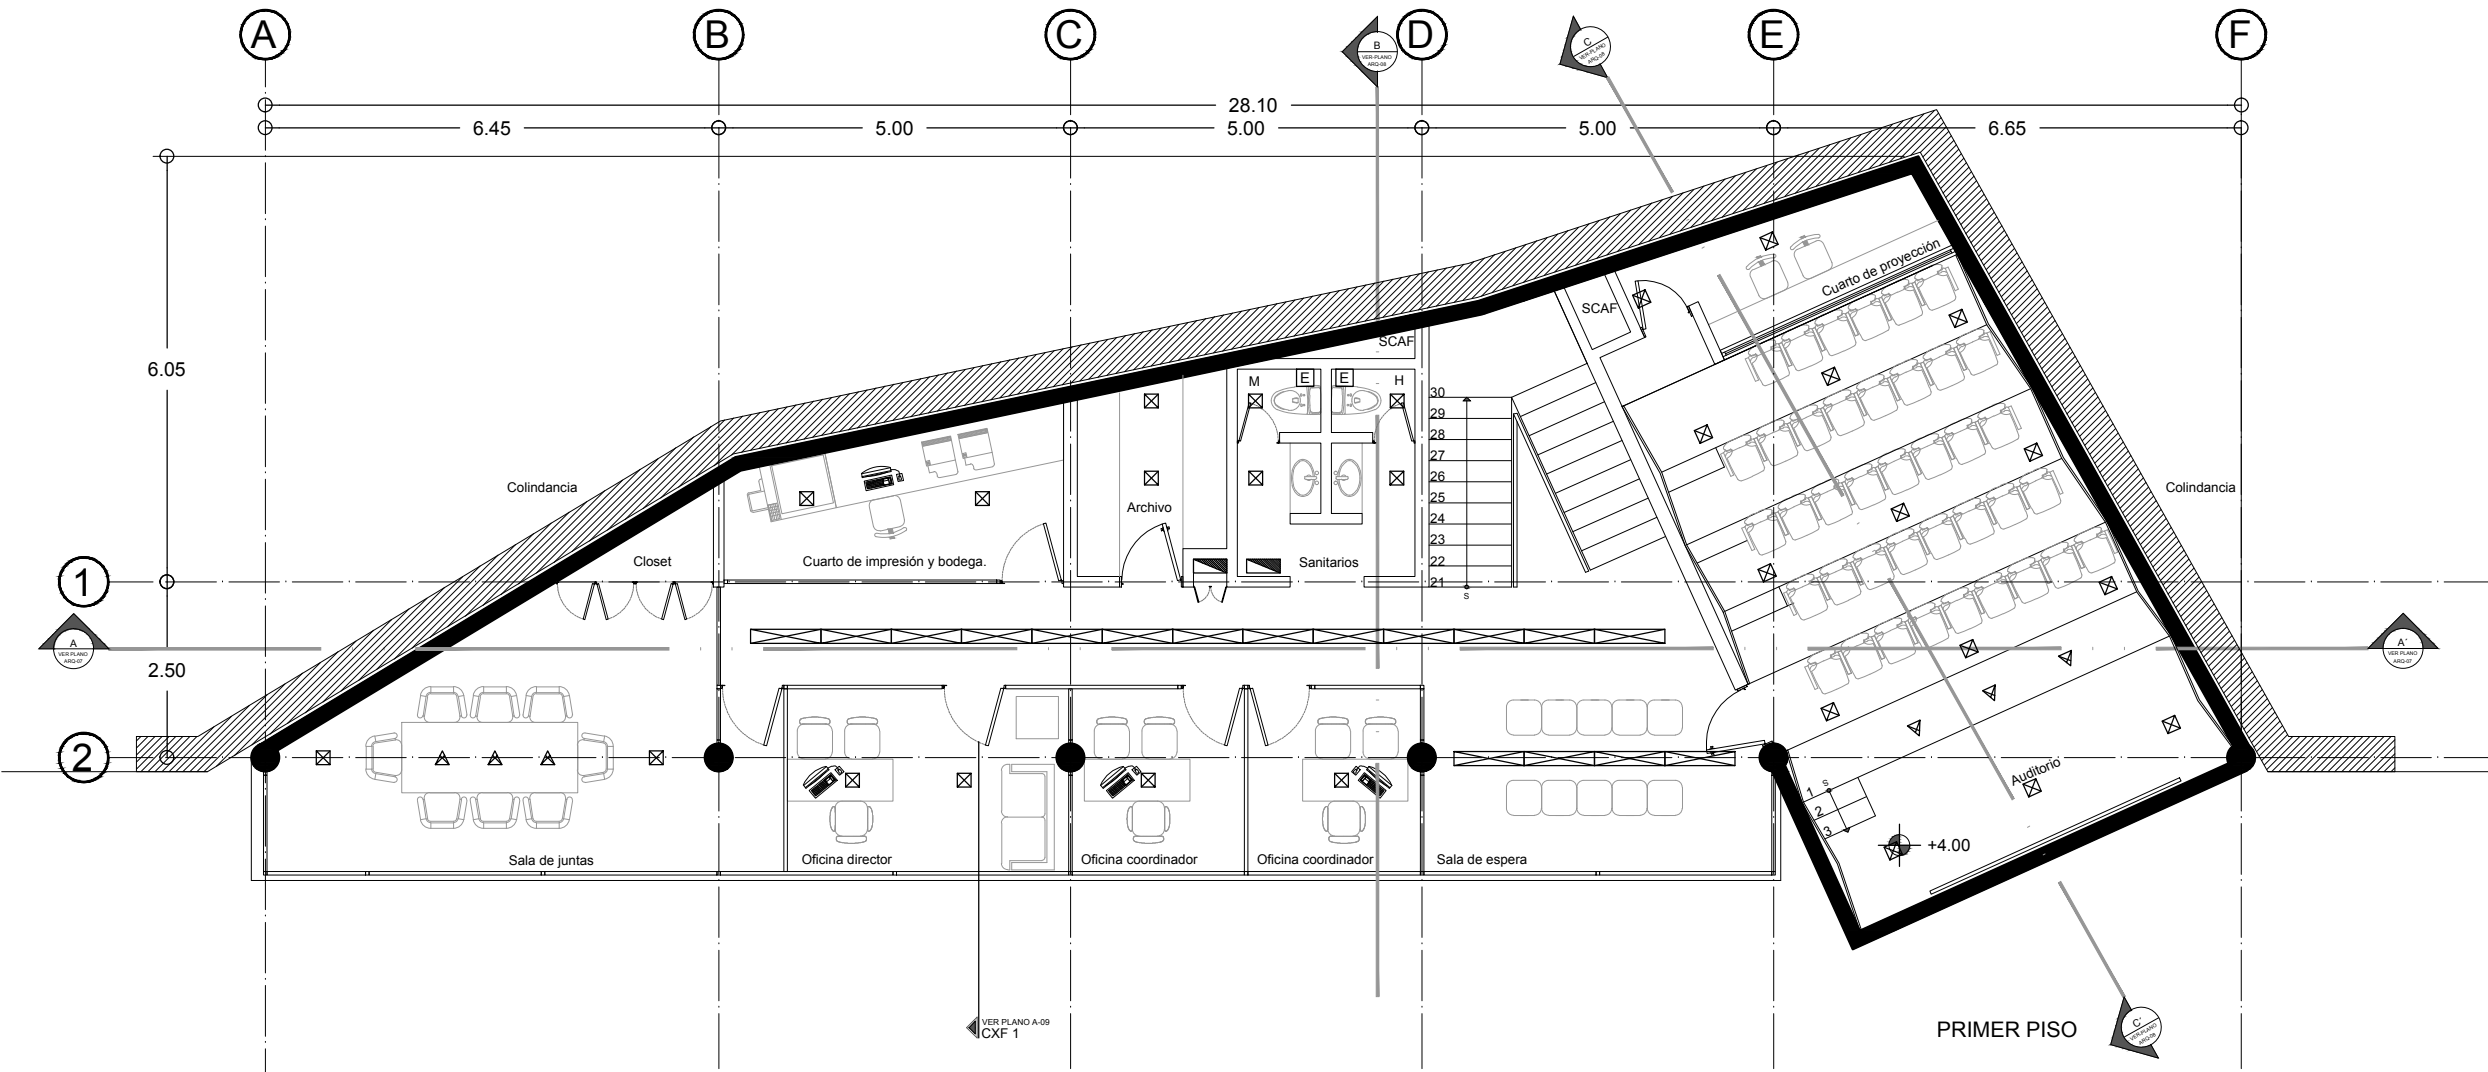 A
B
C
D
E
F
B
VER-PLANO
ARQ-08
C
VER-PLANO
ARQ-08
28.10
6.45
5.00
5.00
5.00
6.65
6.05
2.50
1
2
Colindancia
Colindancia
Closet
Cuarto de impresión y bodega.
Archivo
SCAF
M
E
E
H
Sanitarios
SCAF
Cuarto de proyección
30
29
28
27
26
25
24
23
22
21
S
A
VER PLANO
ARQ-07
A´
VER PLANO
ARQ-07
Auditorio
S
1
2
3
+4.00
Sala de juntas
Oficina director
Oficina coordinador
Oficina coordinador
Sala de espera
VER PLANO A-09
CXF 1
PRIMER PISO
C´
VER-PLANO
ARQ-08